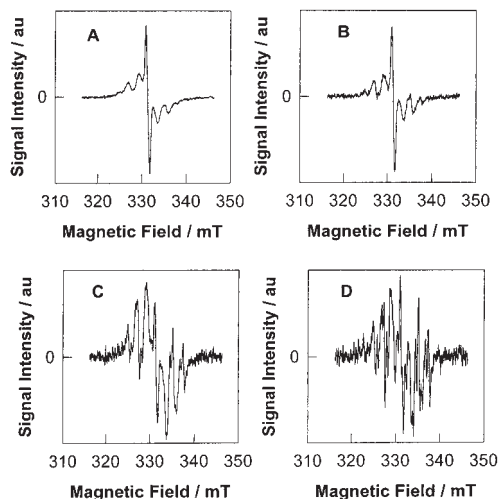 A
B
Signal Intensity / au
0
Signal Intensity / au
0
310 320 330 340 350
310 320 330 340 350
Magnetic Field / mT
Magnetic Field / mT
C
D
Signal Intensity / au
0
Signal Intensity / au
0
310 320 330 340 350
310 320 330 340 350
Magnetic Field / mT
Magnetic Field / mT